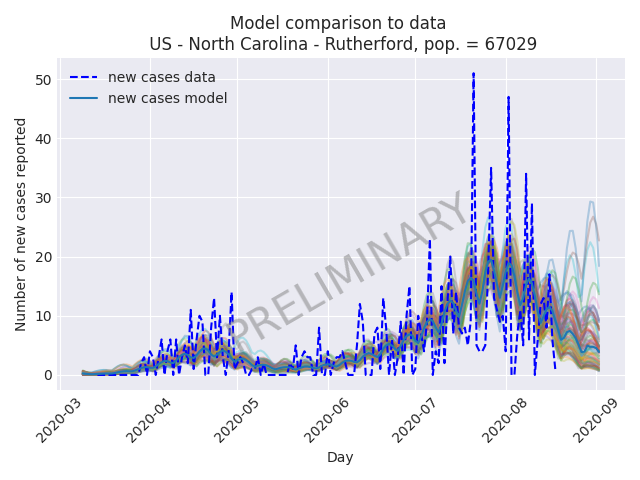 Model comparison to data
US - North Carolina - Rutherford, pop. = 67029
new cases data
new cases model
PRELIMINARY
Number of new cases reported
50
40
30
20
10
0
2020-03
2020-04
2020-05
2020-06
2020-07
2020-08
2020-09
Day